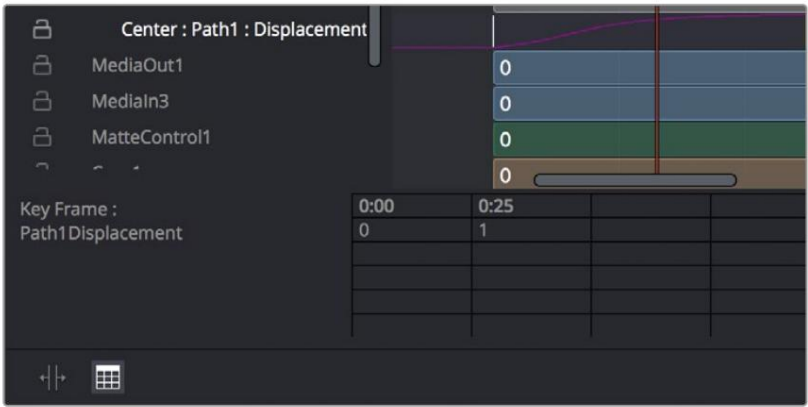 Center : Path1 : Displacement
MediaOut1
0
MediaIn3
0
MatteControl1
0
0
Key Frame :
0:00
0:25
Path1Displacement
0
1